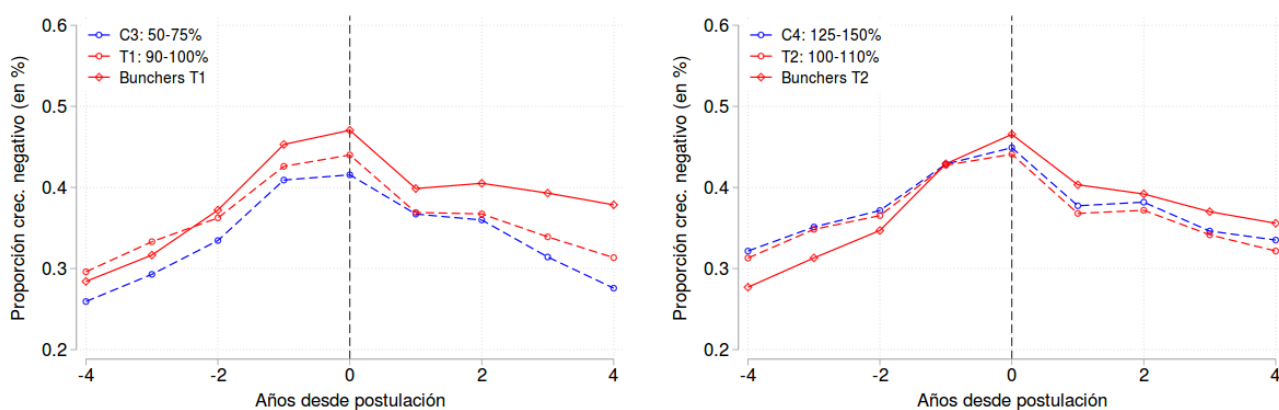 Proporción crec. negativo (en %)
0.6
0.5
0.4
0.3
0.2
C3: 50-75%
T1: 90-100%
Bunchers T1
-4
-2
0
2
4
Años desde postulación
Proporción crec. negativo (en %)
0.6
0.5
0.4
0.3
0.2
C4: 125-150%
T2: 100-110%
Bunchers T2
-4
-2
0
2
4
Años desde postulación